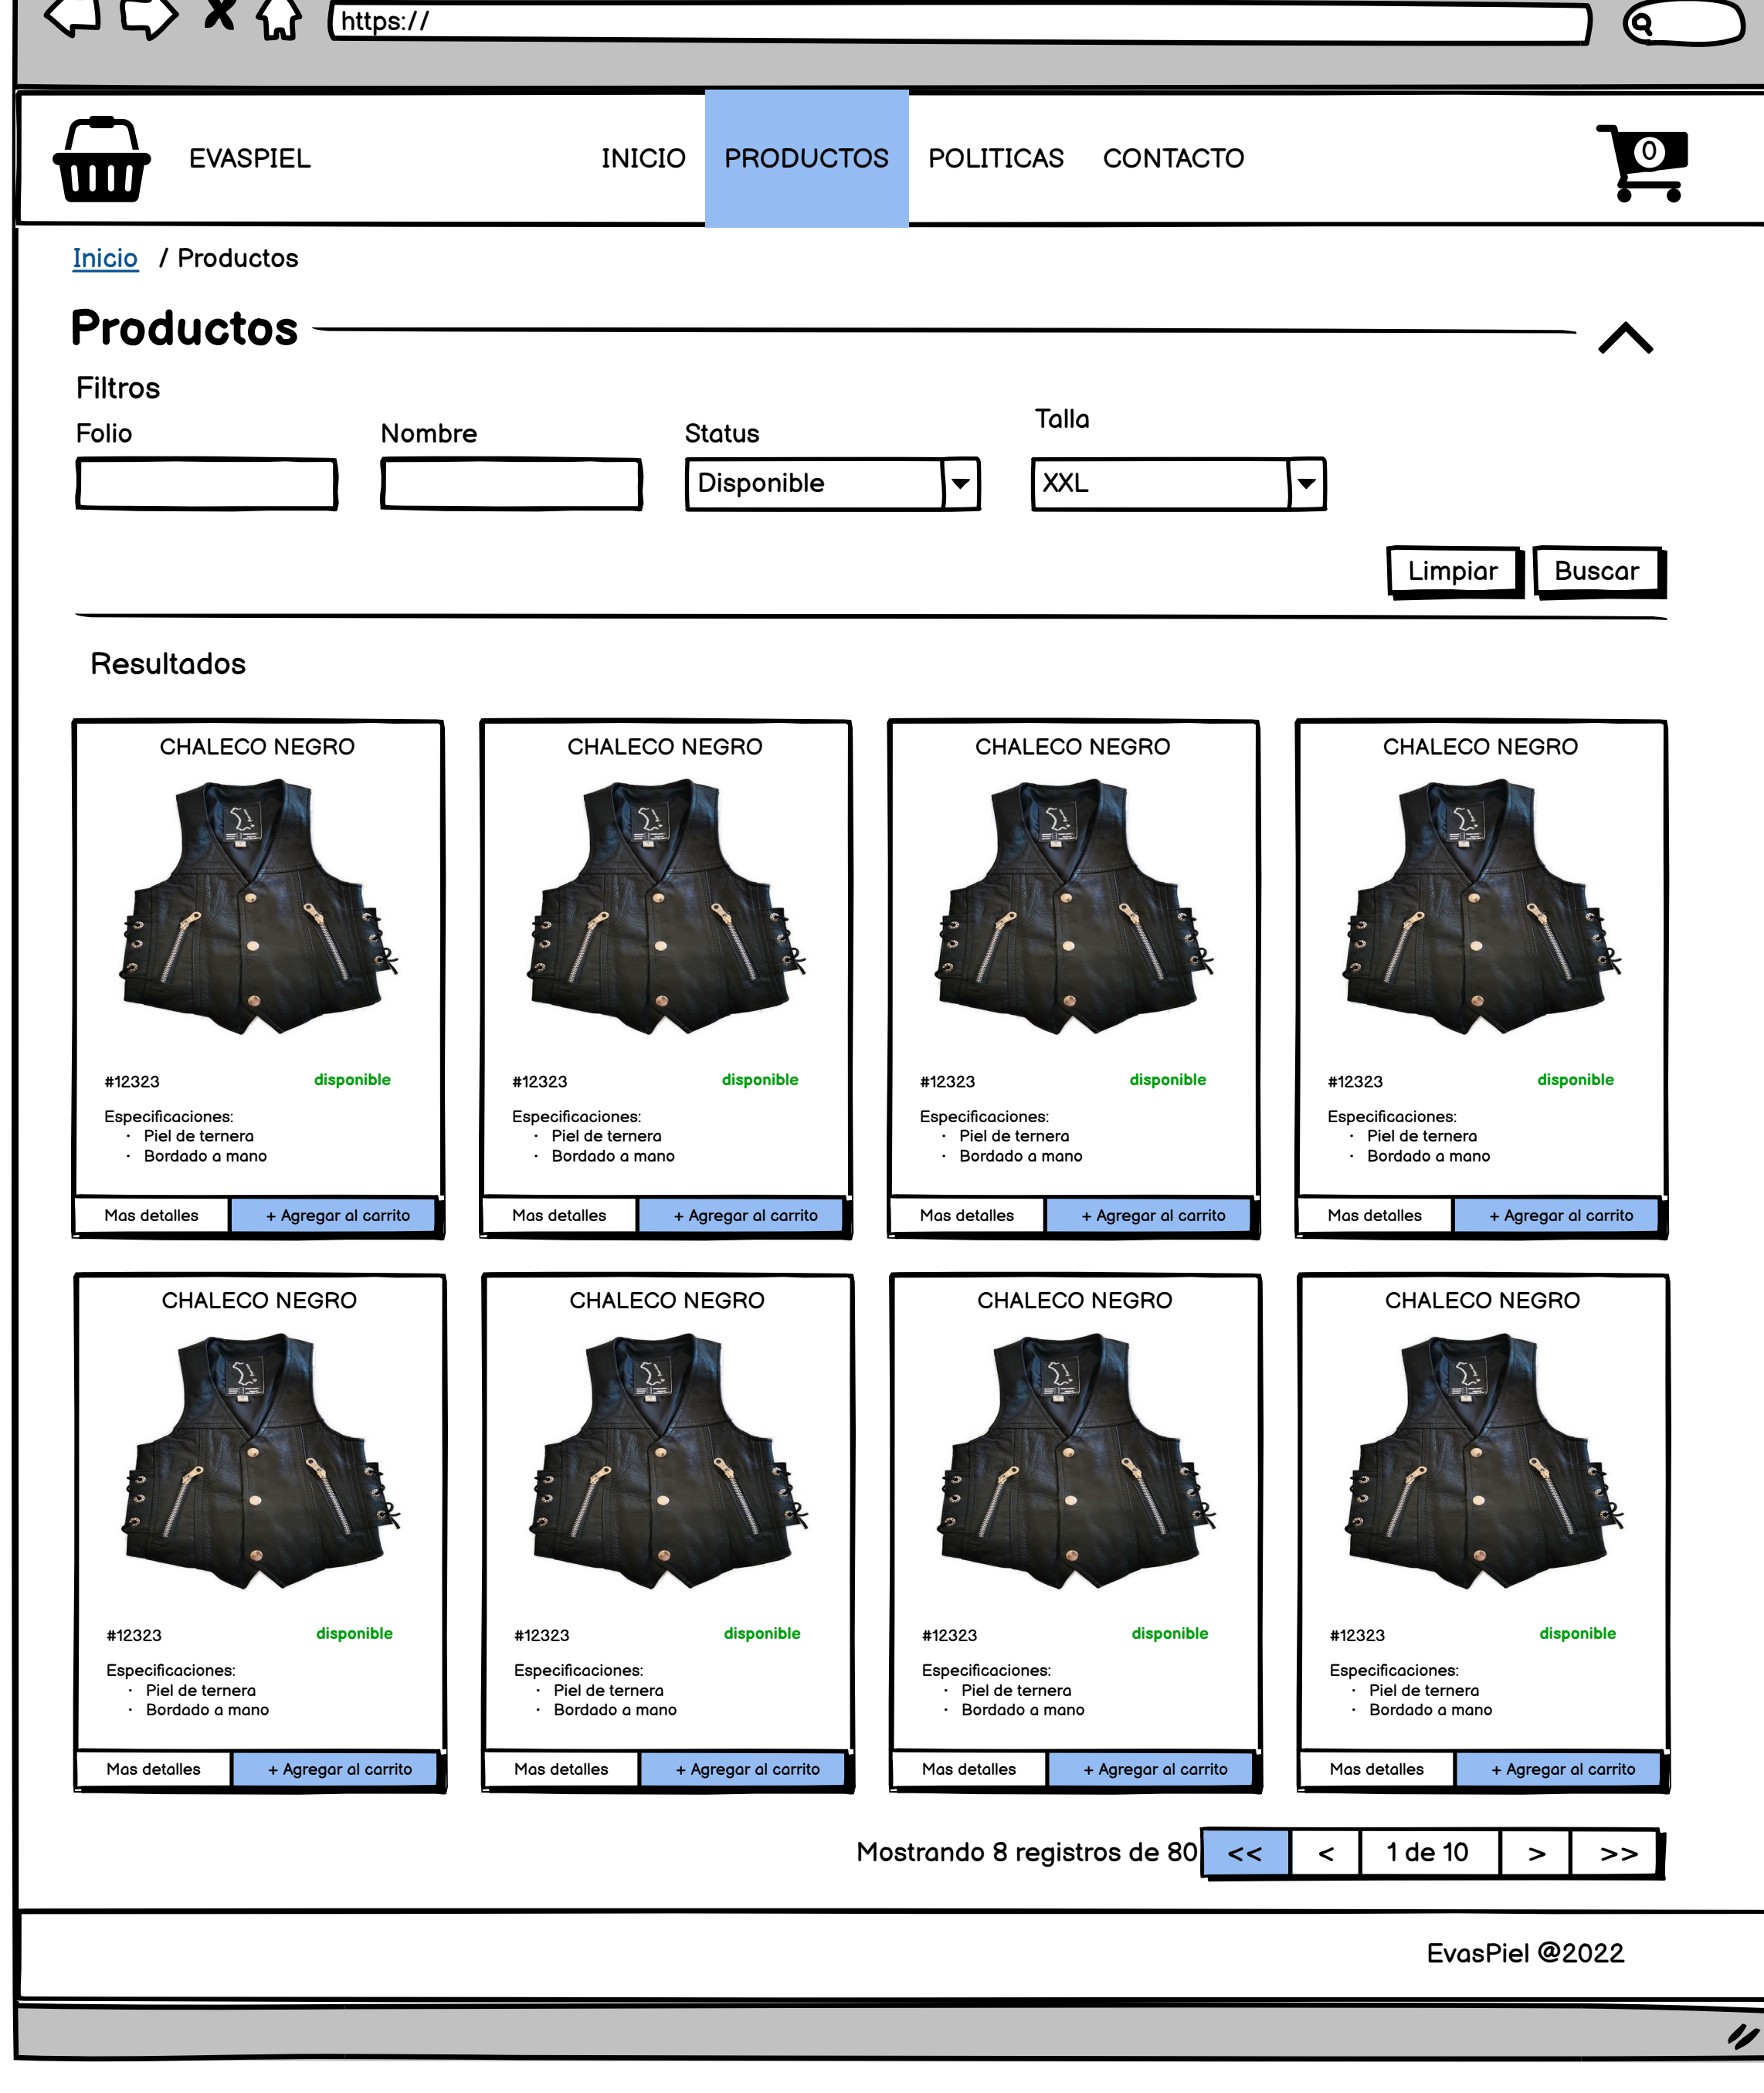 https://
EVASPIEL INICIO PRODUCTOS POLITICAS CONTACTO 0
Inicio / Productos
Productos
Filtros
Folio Nombre Status Talla
Disponible XXL
Limpiar Buscar
Resultados
CHALECO NEGRO CHALECO NEGRO CHALECO NEGRO CHALECO NEGRO
#12323 disponible #12323 disponible #12323 disponible #12323 disponible
Especificaciones: Especificaciones: Especificaciones: Especificaciones:
· Piel de ternera · Piel de ternera · Piel de ternera · Piel de ternera
· Bordado a mano · Bordado a mano · Bordado a mano · Bordado a mano
Mas detalles + Agregar al carrito Mas detalles + Agregar al carrito Mas detalles + Agregar al carrito Mas detalles + Agregar al carrito
CHALECO NEGRO CHALECO NEGRO CHALECO NEGRO CHALECO NEGRO
#12323 disponible #12323 disponible #12323 disponible #12323 disponible
Especificaciones: Especificaciones: Especificaciones: Especificaciones:
· Piel de ternera · Piel de ternera · Piel de ternera · Piel de ternera
· Bordado a mano · Bordado a mano · Bordado a mano · Bordado a mano
Mas detalles + Agregar al carrito Mas detalles + Agregar al carrito Mas detalles + Agregar al carrito Mas detalles + Agregar al carrito
Mostrando 8 registros de 80 << < 1 de 10 > >>
EvasPiel @2022